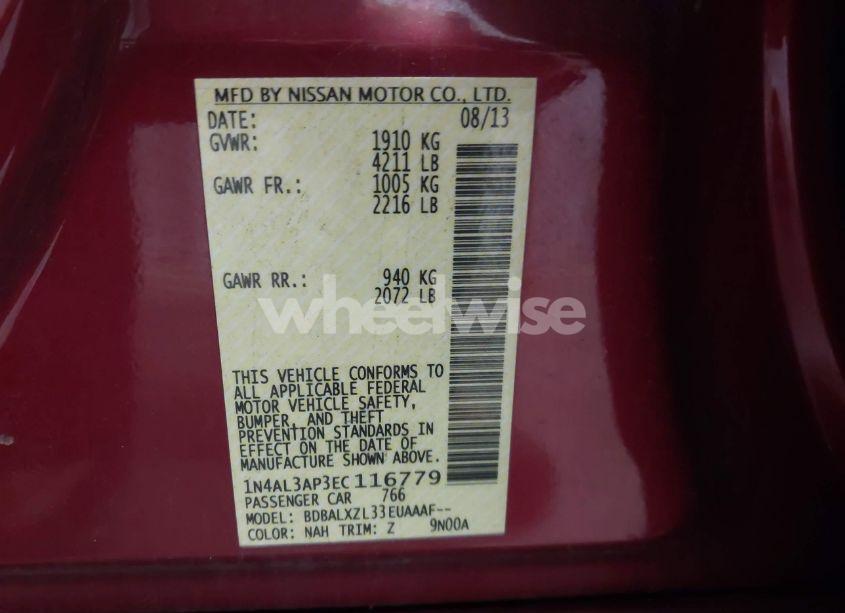 MFD BY NISSAN MOTOR CO., LTD.
DATE: 08/13
GVWR: 1910 KG
4211 LB
GAWR FR.: 1005 KG
2216 LB
GAWR RR.: 940 KG
2072 LB
wheelwise
THIS VEHICLE CONFORMS TO
ALL APPLICABLE FEDERAL
MOTOR VEHICLE SAFETY,
BUMPER, AND THEFT
PREVENTION STANDARDS IN
EFFECT ON THE DATE OF
MANUFACTURE SHOWN ABOVE.
1N4AL3AP3EC116779
PASSENGER CAR 766
MODEL: BDBALXZL33EUAAAF--
COLOR: NAH TRIM: Z 9N00A